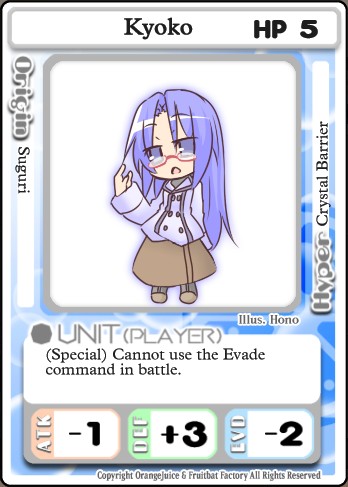 Kyoko HP 5
Origin Suguri
Hyper Crystal Barrier
Illus. Hono
UNIT (PLAYER)
(Special) Cannot use the Evade
command in battle.
ATK -1 DEF +3 EVD -2
Copyright Orangejuice & Fruitbat Factory All Rights Reserved